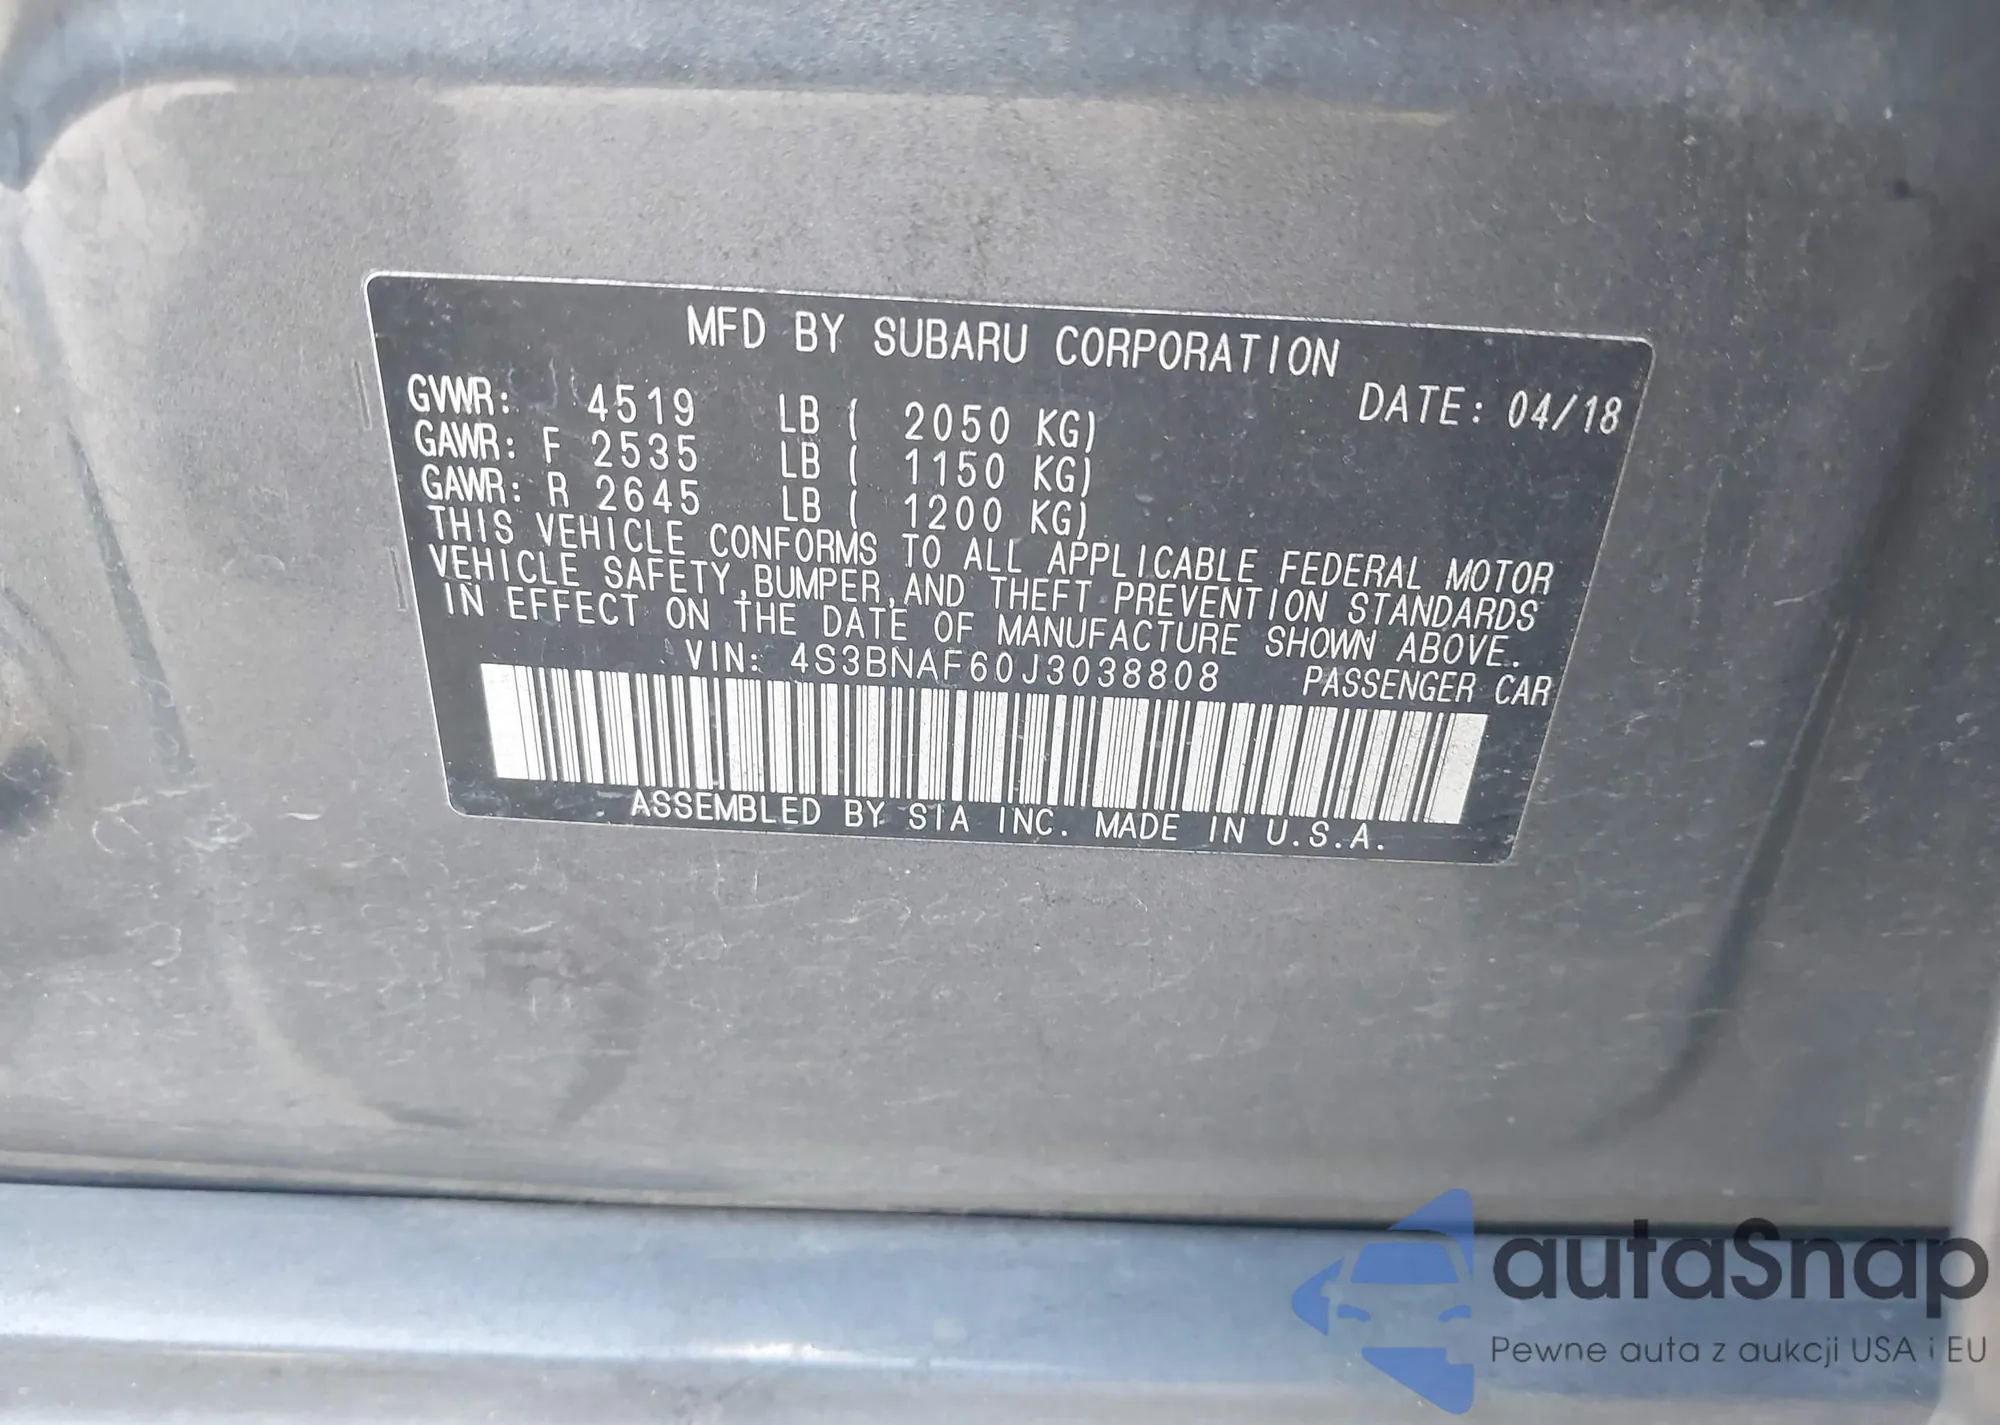 MFD BY SUBARU CORPORATION
DATE: 04/18
GVWR: 4519 LB ( 2050 KG)
GAWR: F 2535 LB ( 1150 KG)
GAWR: R 2645 LB ( 1200 KG)
THIS VEHICLE CONFORMS TO ALL APPLICABLE FEDERAL MOTOR
VEHICLE SAFETY,BUMPER,AND THEFT PREVENTION STANDARDS
IN EFFECT ON THE DATE OF MANUFACTURE SHOWN ABOVE.
VIN: 4S3BNAF60J3038808 PASSENGER CAR
ASSEMBLED BY SIA INC. MADE IN U.S.A.
autaSnap
Pewne auta z aukcji USA i EU